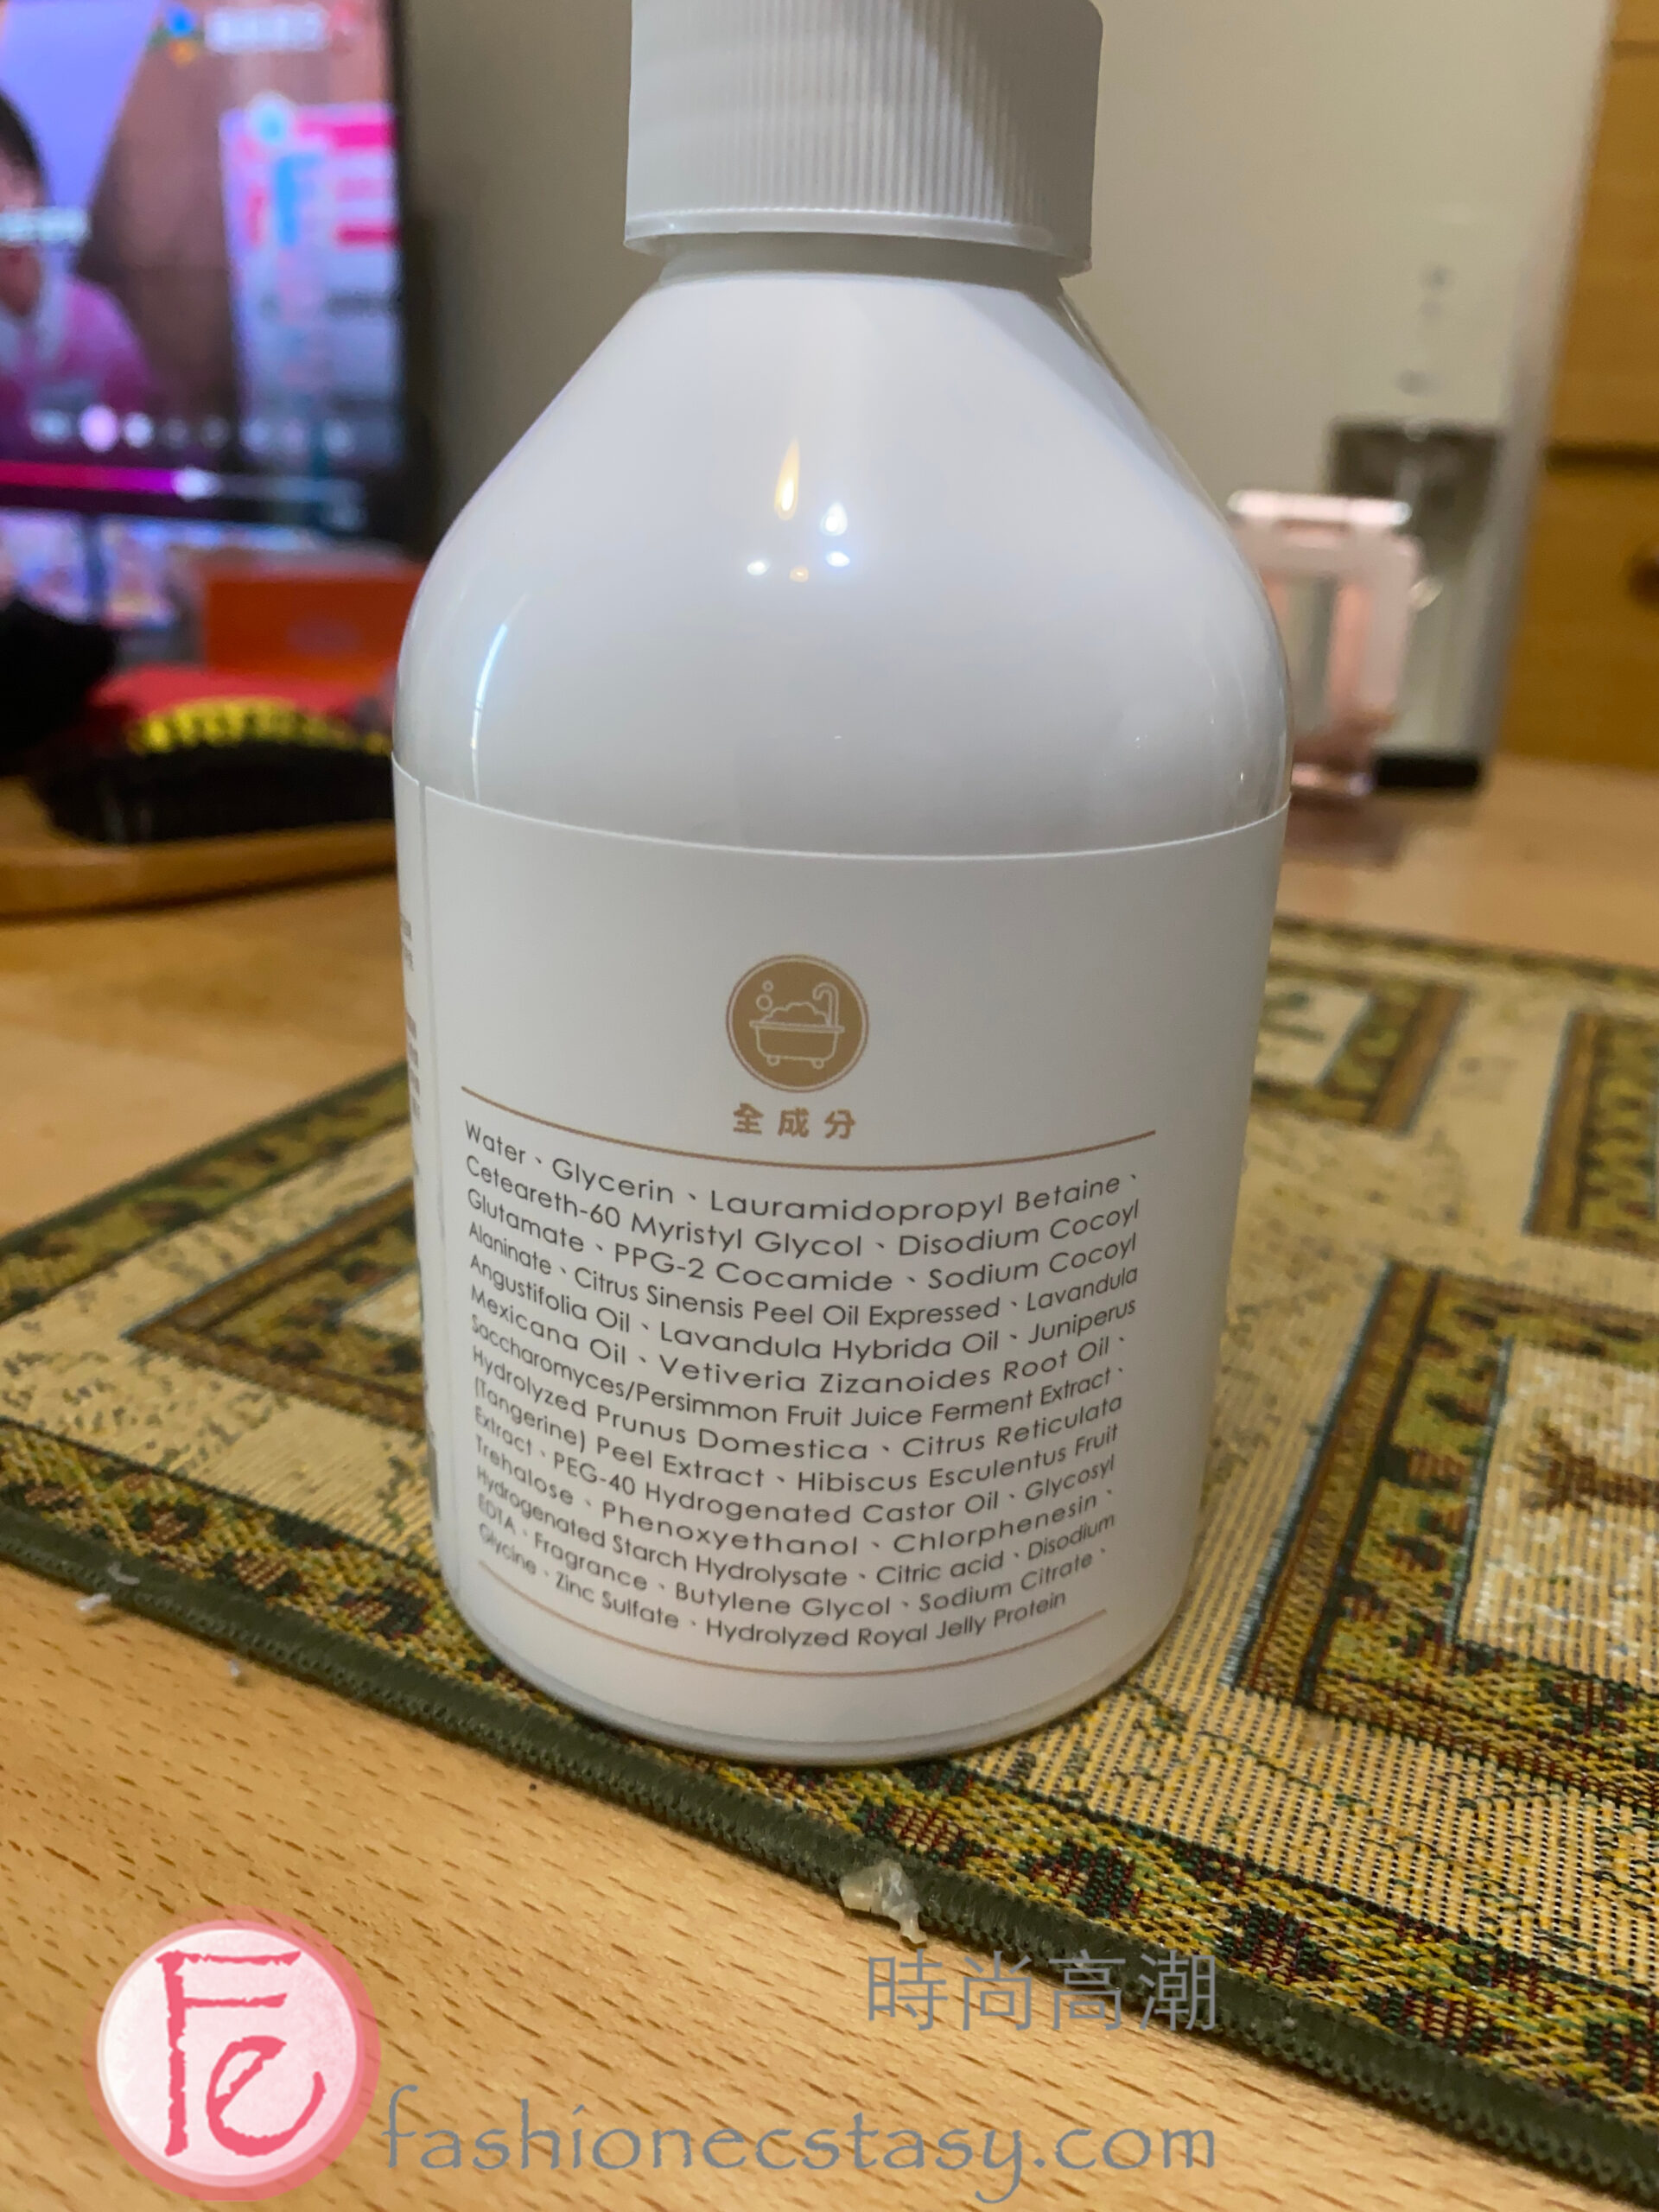 全成分
Water、Glycerin、Lauramidopropyl Betaine、
Ceteareth-60 Myristyl Glycol、Disodium Cocoyl
Glutamate、PPG-2 Cocamide、Sodium Cocoyl
Alaninate、Citrus Sinensis Peel Oil Expressed、Lavandula
Angustifolia Oil、Lavandula Hybrida Oil、Juniperus
Mexicana Oil、Vetiveria Zizanoides Root Oil、
Saccharomyces/Persimmon Fruit Juice Ferment Extract、
Hydrolyzed Prunus Domestica、Citrus Reticulata
(Tangerine) Peel Extract、Hibiscus Esculentus Fruit
Extract、PEG-40 Hydrogenated Castor Oil、Glycosyl
Trehalose、Phenoxyethanol、Chlorphenesin、
Hydrogenated Starch Hydrolysate、Citric acid、Disodium
EDTA、Fragrance、Butylene Glycol、Sodium Citrate、
Glycine、Zinc Sulfate、Hydrolyzed Royal Jelly Protein
時尚高潮
Fe
fashionecstasy.com